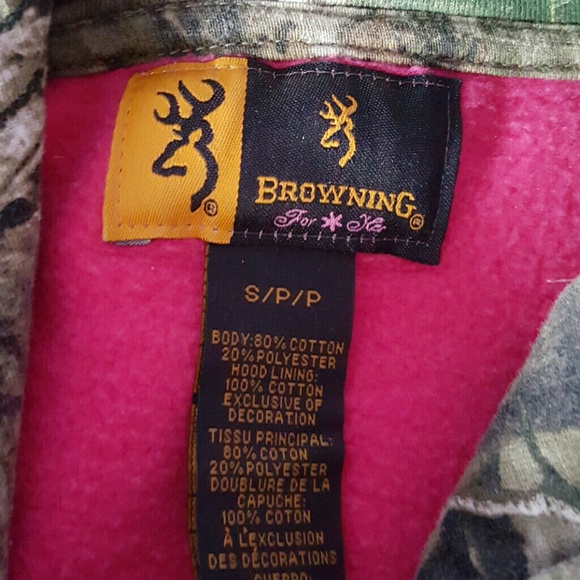 BROWNING®
For Her
S/P/P
BODY:80% COTTON
20% POLYESTER
HOOD LINING:
100% COTTON
EXCLUSIVE OF
DECORATION
TISSU PRINCIPAL:
80% COTON
20% POLYESTER
DOUBLURE DE LA
CAPUCHE:
100% COTON
À L'EXCLUSION
DES DÉCORATIONS
CUERPO: